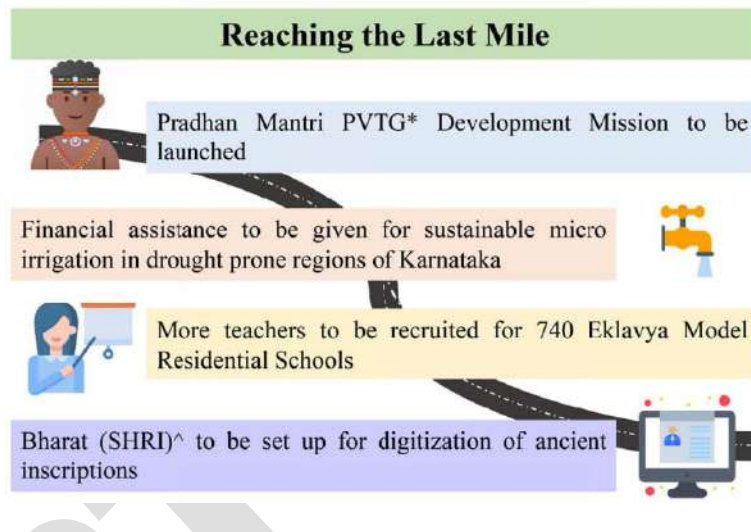 Reaching the Last Mile
Pradhan Mantri PVTG* Development Mission to be
launched
Financial assistance to be given for sustainable micro
irrigation in drought prone regions of Karnataka
More teachers to be recruited for 740 Eklavya Model
Residential Schools
Bharat (SHRI)^ to be set up for digitization of ancient
inscriptions